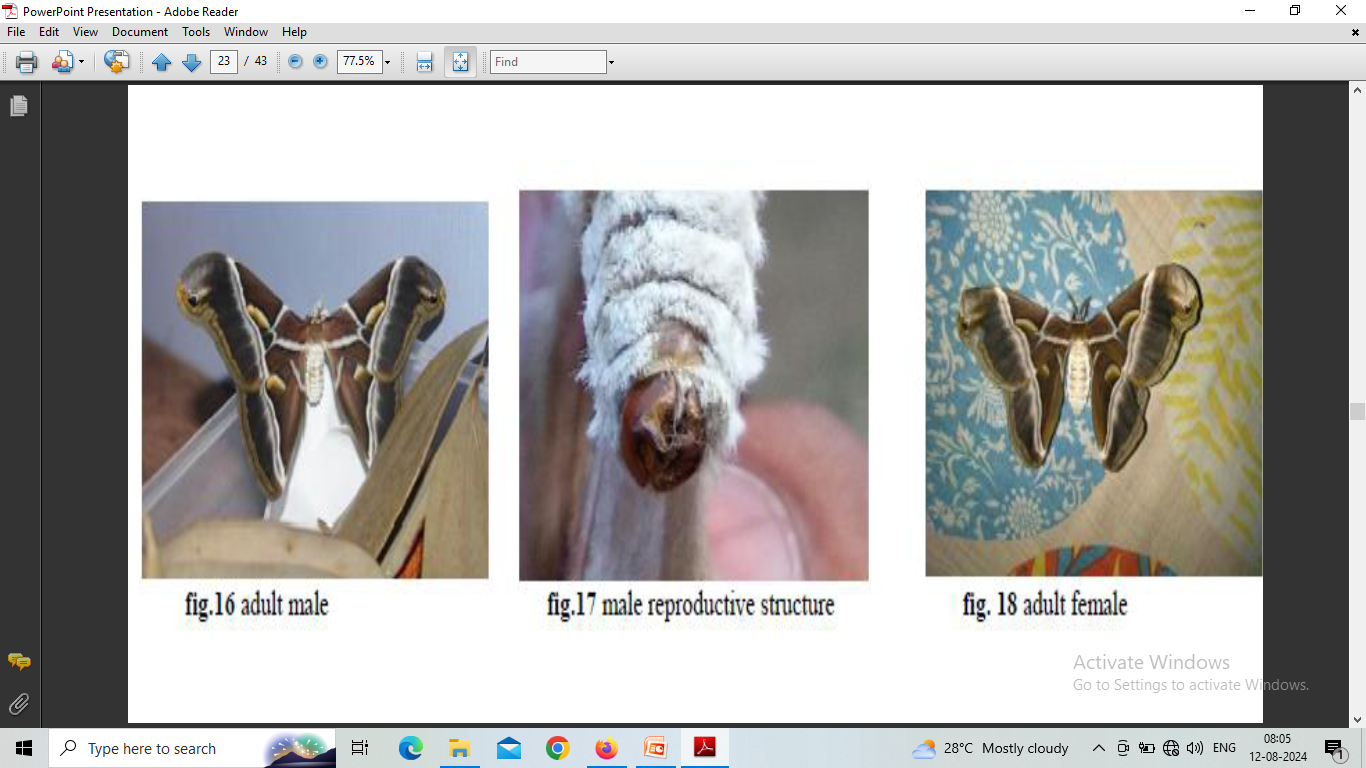 PowerPoint Presentation - Adobe Reader
File Edit View Document Tools Window Help
23 / 43 77.5% Find
fig.16 adult male
fig.17 male reproductive structure
fig. 18 adult female
Activate Windows
Go to Settings to activate Windows.
Type here to search
28°C Mostly cloudy
ENG
08:05
12-08-2024
1